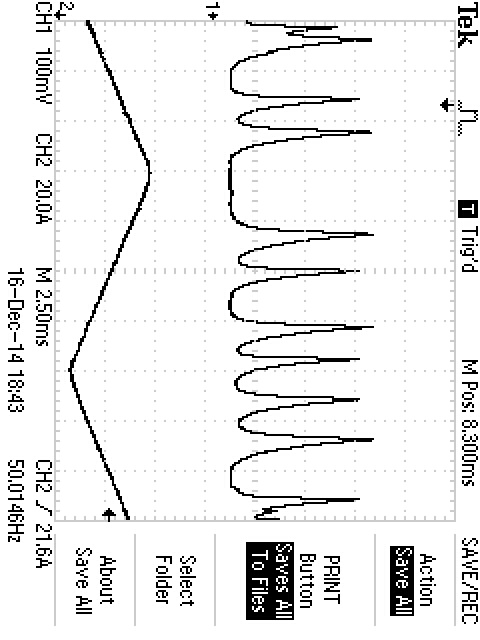 Tek
T Trig'd
M Pos: 8.300ms
SAVE/REC
Action
Save All
PRINT
Button
Saves All
To Files
Select
Folder
About
Save All
1
2
CH1 100mV
CH2 20.0A
M 2.50ms
CH2 / 21.6A
16-Dec-14 18:43
50.0146Hz